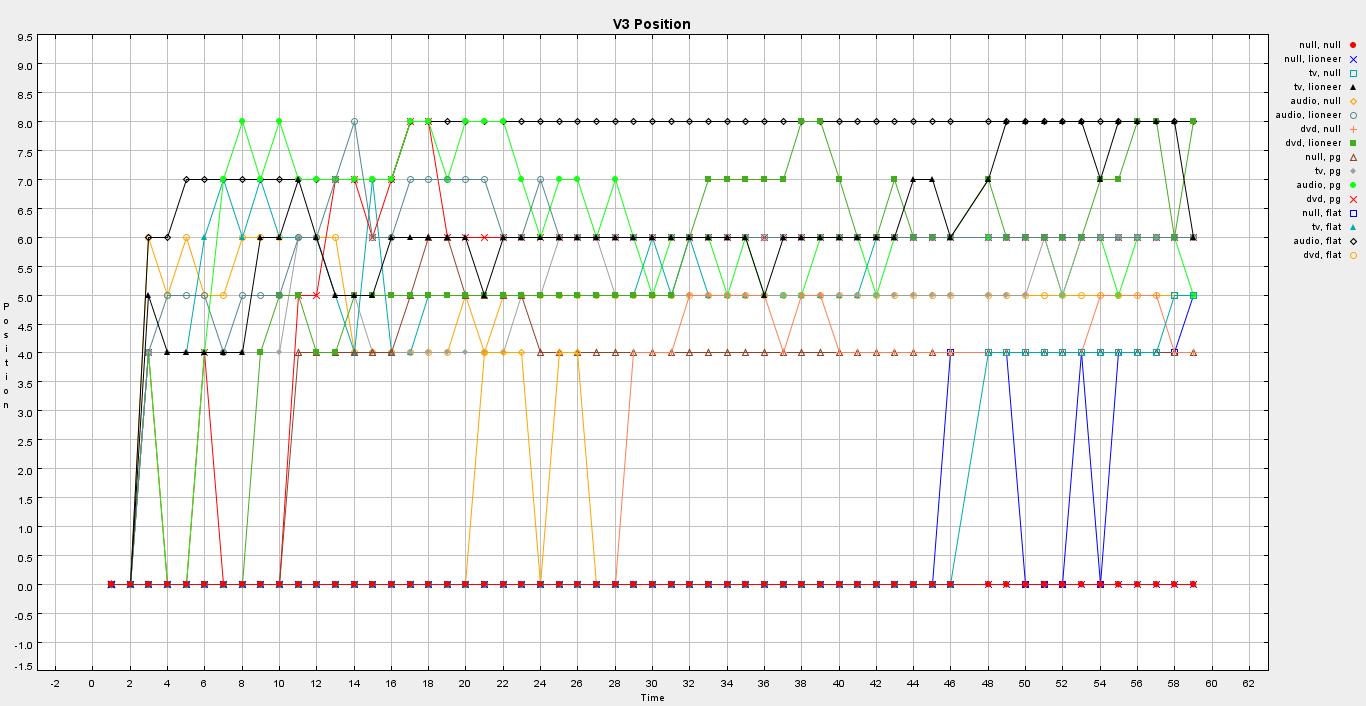 V3 Position
9.5
9.0
8.5
8.0
7.5
7.0
6.5
6.0
5.5
5.0
4.5
4.0
3.5
3.0
2.5
2.0
1.5
1.0
0.5
0.0
-0.5
-1.0
-1.5
Position
-2 0 2 4 6 8 10 12 14 16 18 20 22 24 26 28 30 32 34 36 38 40 42 44 46 48 50 52 54 56 58 60 62
Time
null, null
null, lioneer
tv, null
tv, lioneer
audio, null
audio, lioneer
dvd, null
dvd, lioneer
null, pg
tv, pg
audio, pg
dvd, pg
null, flat
tv, flat
audio, flat
dvd, flat